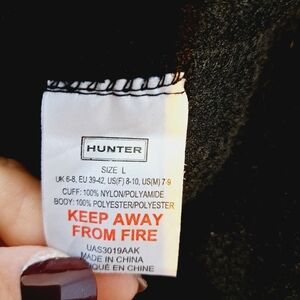 HUNTER
SIZE L
UK 6-8, EU 39-42, US(F) 8-10, US(M) 7-9
CUFF: 100% NYLON/POLYAMIDE
BODY: 100% POLYESTER/POLYESTER
KEEP AWAY
FROM FIRE
UAS3019AAK
MADE IN CHINA
QUÉ EN CHINE